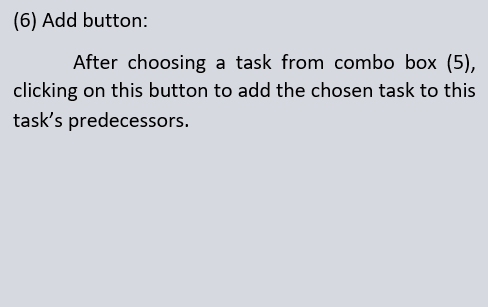 (6) Add button:
After choosing a task from combo box (5),
clicking on this button to add the chosen task to this
task’s predecessors.